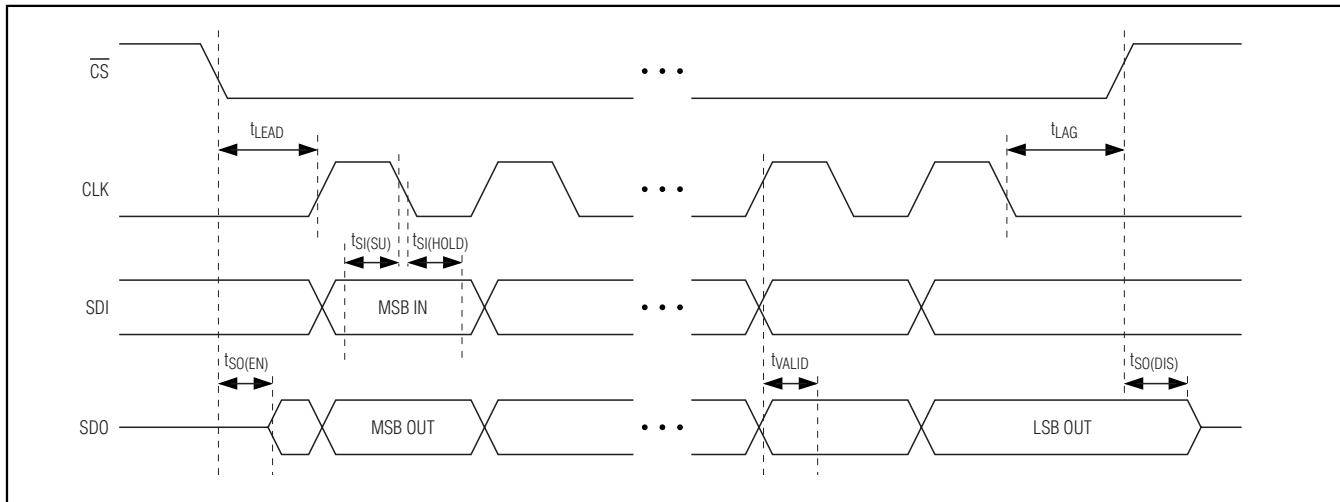 CS
tLEAD
tLAG
CLK
tSI(SU)
tSI(HOLD)
SDI
MSB IN
tSO(EN)
tVALID
tSO(DIS)
SDO
MSB OUT
LSB OUT